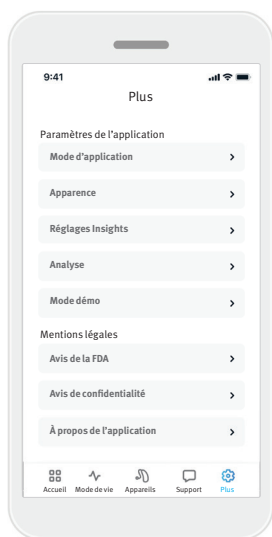 9:41
Plus
Paramètres de l'application
Mode d'application
Apparence
Réglages Insights
Analyse
Mode démo
Mentions légales
Avis de la FDA
Avis de confidentialité
À propos de l'application
Accueil Mode de vie Appareils Support Plus